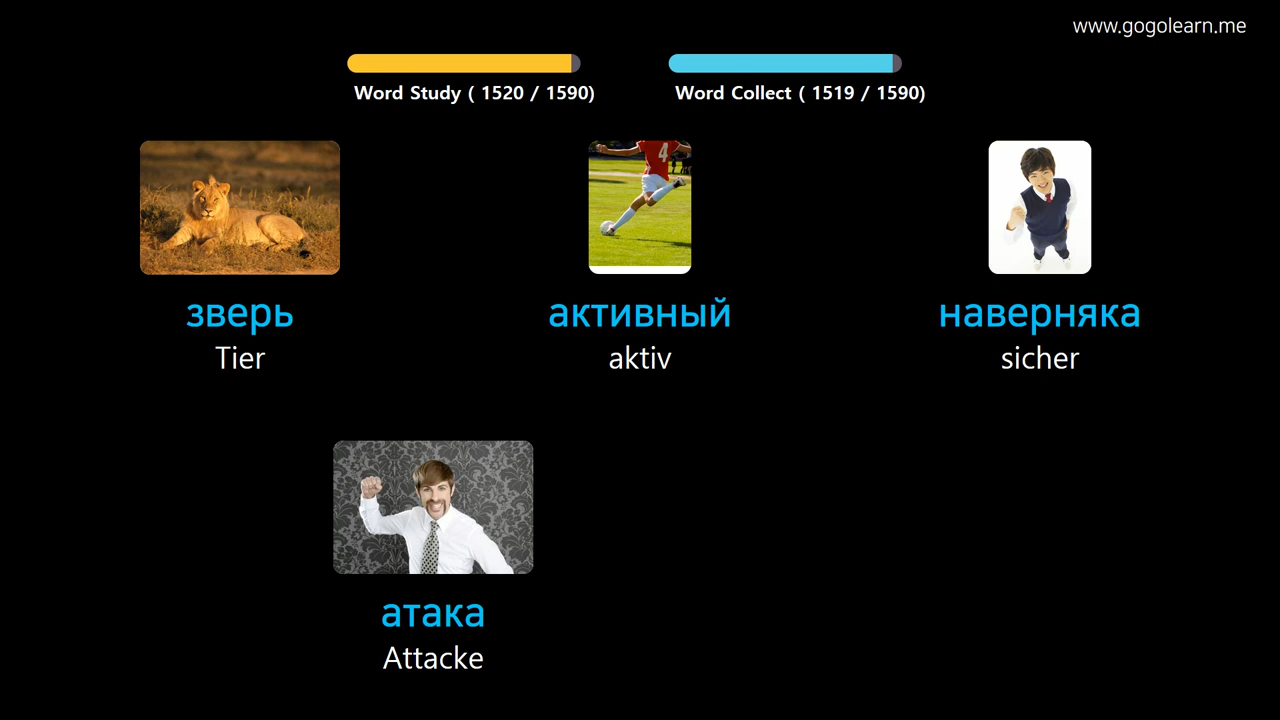 www.gogolearn.me
Word Study ( 1520 / 1590)
Word Collect ( 1519 / 1590)
4
зверь
Tier
активный
aktiv
наверняка
sicher
атака
Attacke